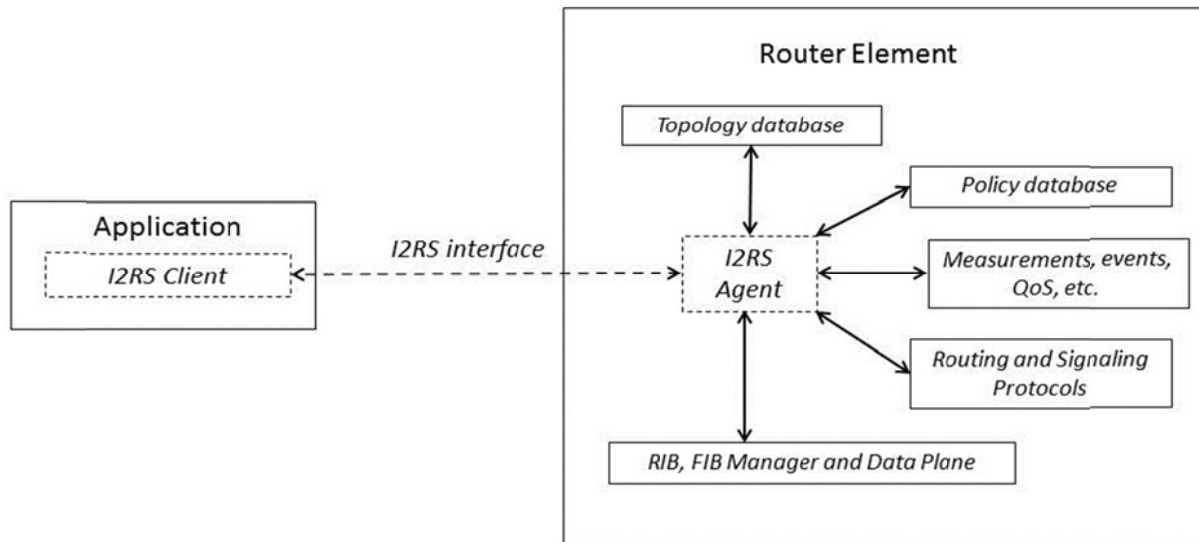 Router Element
Topology database
Policy database
Application
I2RS Client
I2RS interface
I2RS
Agent
Measurements, events,
QoS, etc.
Routing and Signaling
Protocols
RIB, FIB Manager and Data Plane